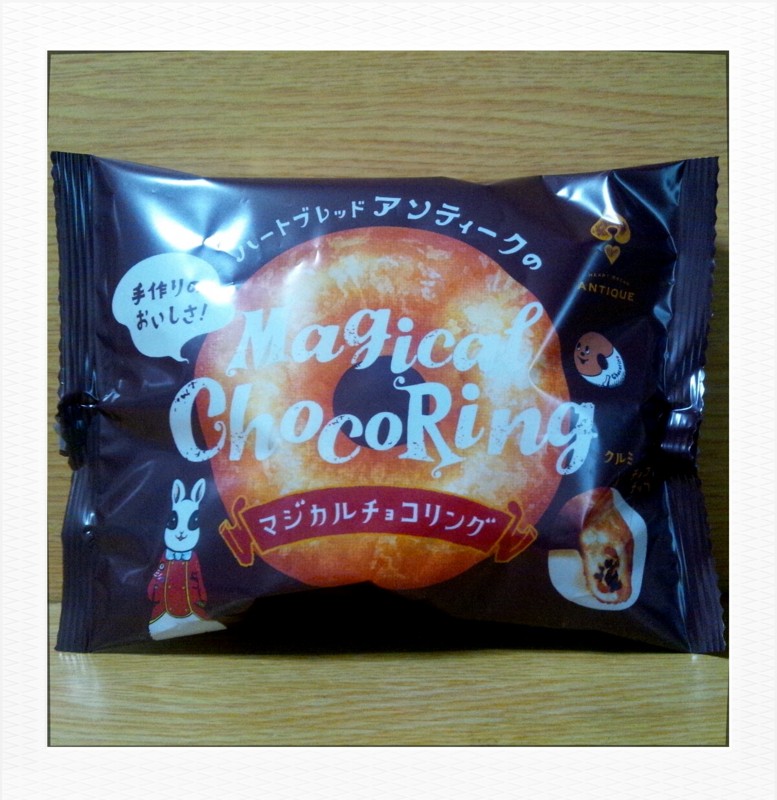 ハートブレッドアンティークの
手作りの
おいしさ!
ANTIQUE
Magical
ChocoRing
マジカルチョコリング
クルミ